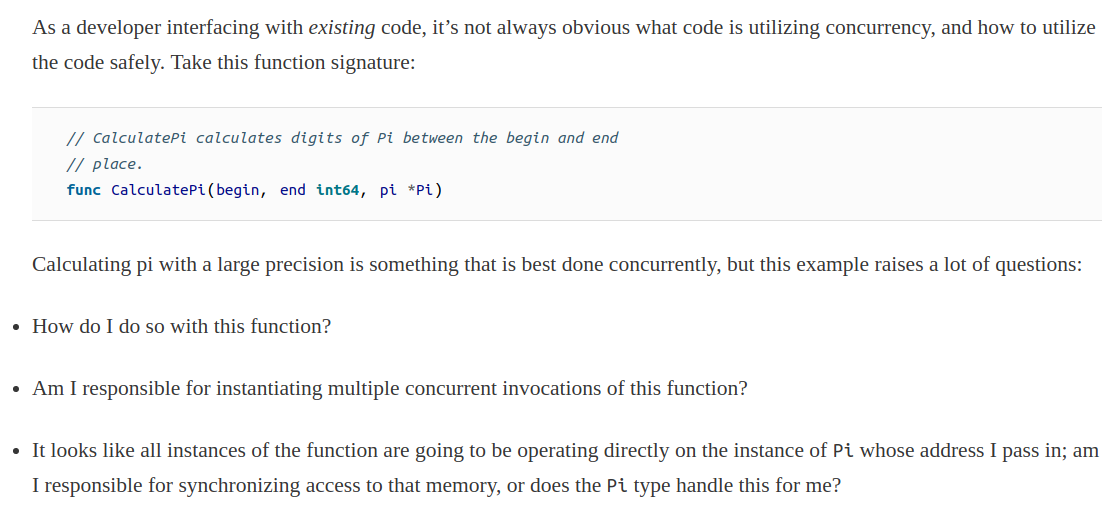 As a developer interfacing with existing code, it’s not always obvious what code is utilizing concurrency, and how to utilize
the code safely. Take this function signature:
// CalculatePi calculates digits of Pi between the begin and end
// place.
func CalculatePi(begin, end int64, pi *Pi)
Calculating pi with a large precision is something that is best done concurrently, but this example raises a lot of questions:
• How do I do so with this function?
• Am I responsible for instantiating multiple concurrent invocations of this function?
• It looks like all instances of the function are going to be operating directly on the instance of Pi whose address I pass in; am
I responsible for synchronizing access to that memory, or does the Pi type handle this for me?